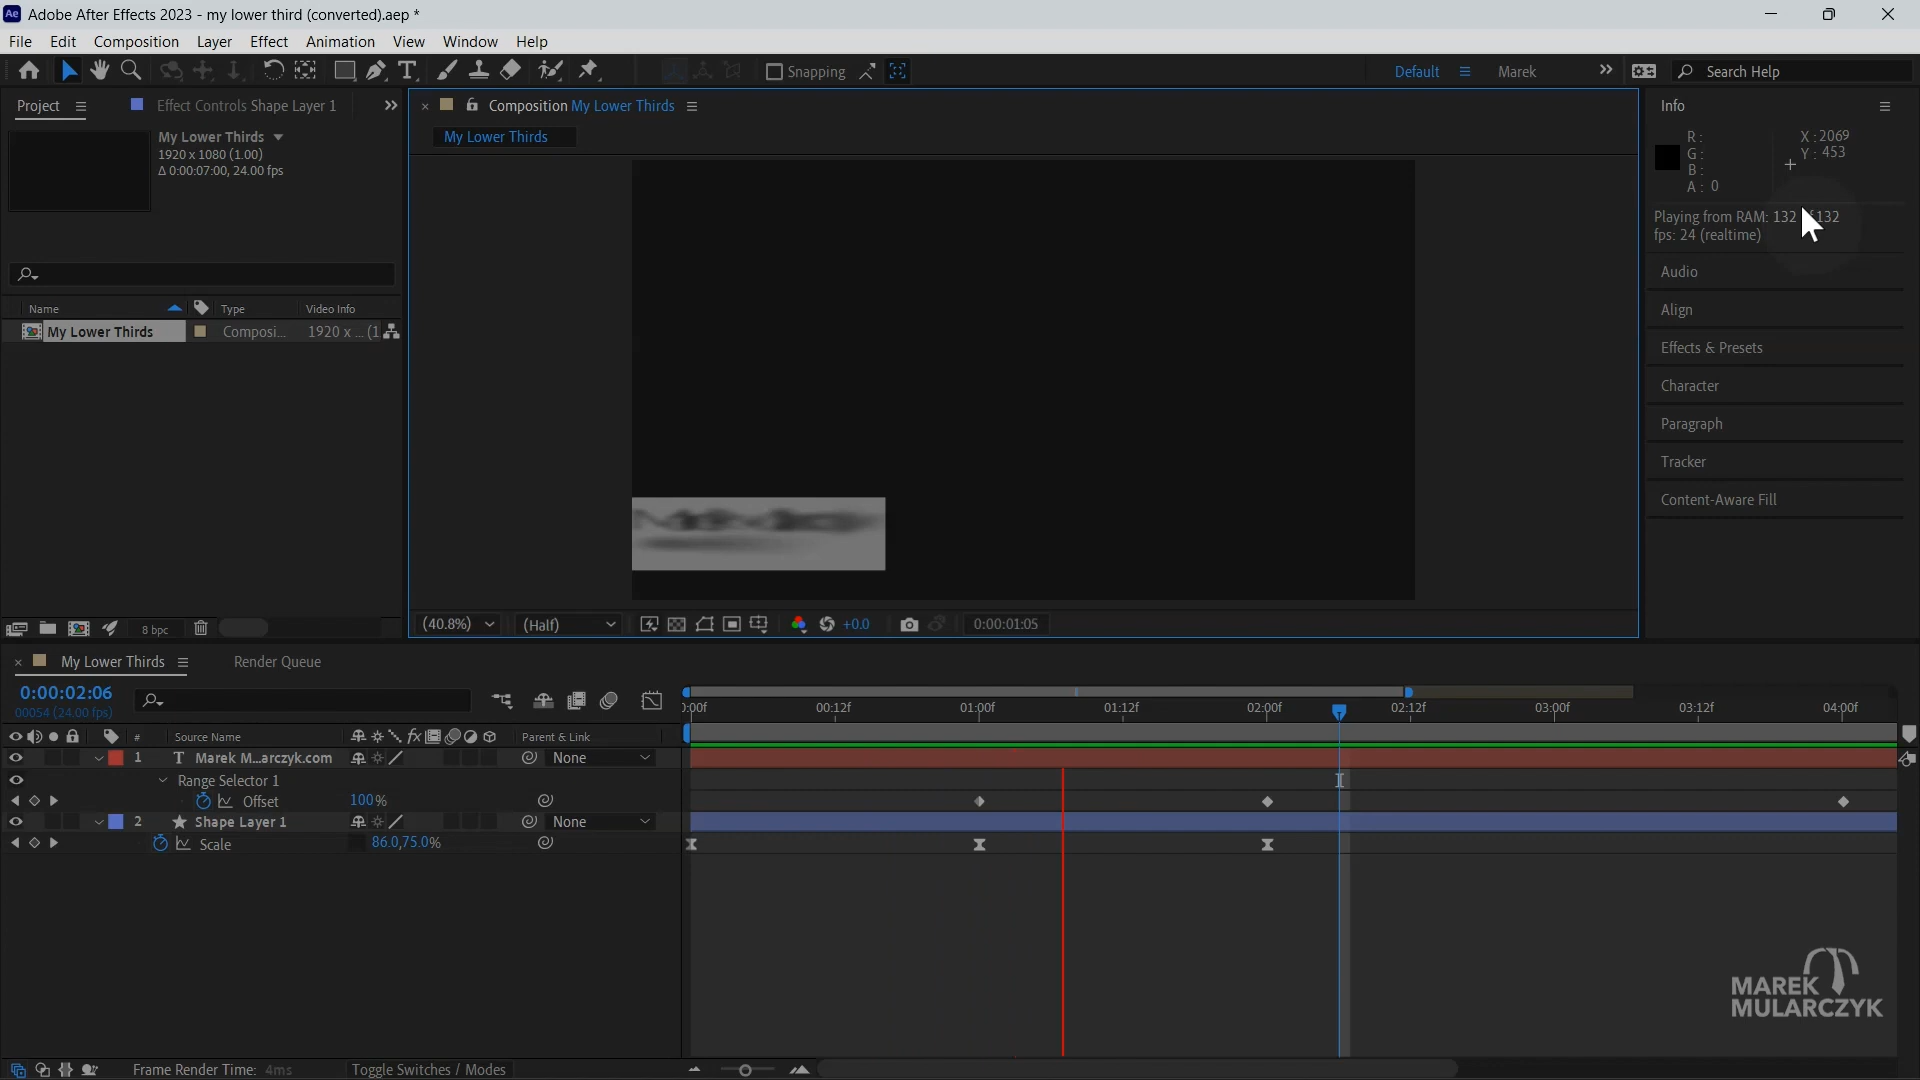 Ae Adobe After Effects 2023 - my lower third (converted).aep *
File Edit Composition Layer Effect Animation View Window Help
Snapping Default Marek Search Help
Project Effect Controls Shape Layer 1
My Lower Thirds
1920 x 1080 (1.00)
Δ 0:00:07:00, 24.00 fps
Name Type Video Info
My Lower Thirds Composi... 1920 x ... (1
8 bpc
Composition My Lower Thirds
My Lower Thirds
(40.8%) (Half) +0.0 0:00:01:05
Info
R :
G :
B :
A : 0
X : 2069
Y : 453
Playing from RAM: 132 of 132
fps: 24 (realtime)
Audio
Align
Effects & Presets
Character
Paragraph
Tracker
Content-Aware Fill
My Lower Thirds Render Queue
0:00:02:06
00054 (24.00 fps)
):00f 00:12f 01:00f 01:12f 02:00f 02:12f 03:00f 03:12f 04:00f
# Source Name fx Parent & Link
1 T Marek M...arczyk.com None
Range Selector 1
Offset 100%
2 Shape Layer 1 None
Scale 86.0,75.0%
MAREK
MULARCZYK
Frame Render Time: 4ms Toggle Switches / Modes